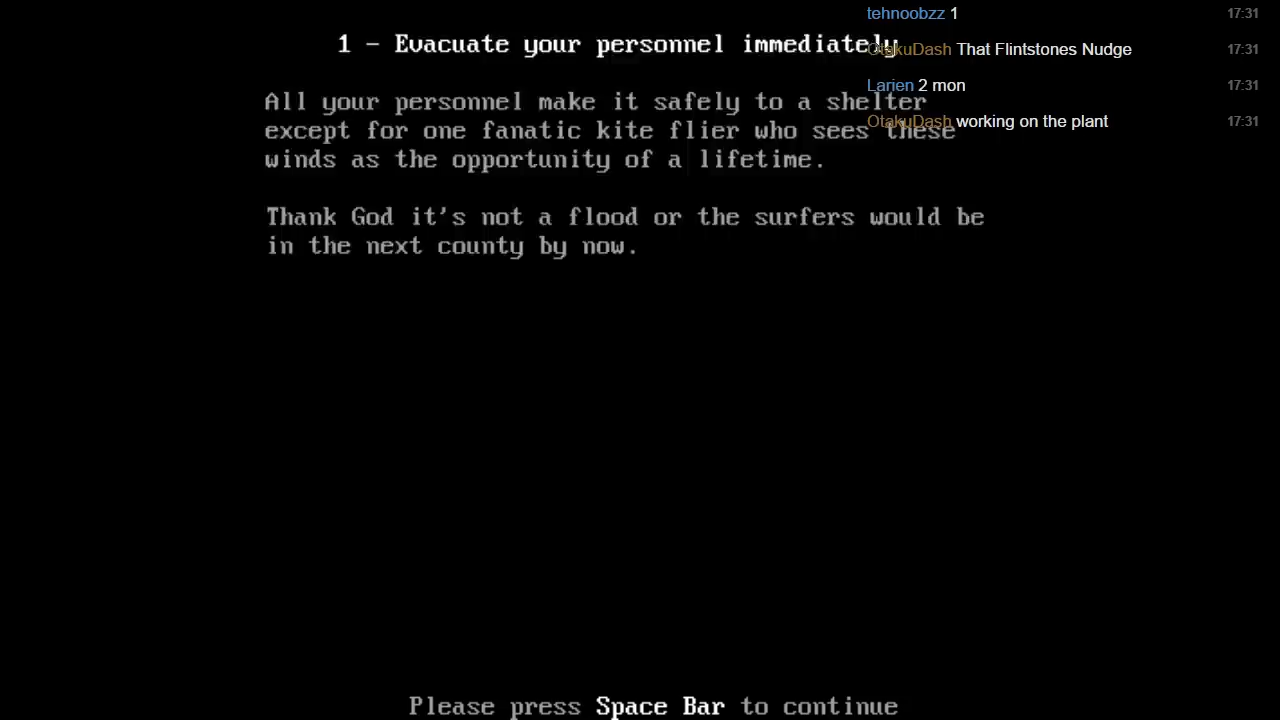 tehnoobzz 1 17:31
1 - Evacuate your personnel immediately
OtakuDash That Flintstones Nudge 17:31
Larien 2 mon 17:31
All your personnel make it safely to a shelter
OtakuDash working on the plant 17:31
except for one fanatic kite flier who sees these
winds as the opportunity of a lifetime.
Thank God it's not a flood or the surfers would be
in the next county by now.
Please press Space Bar to continue